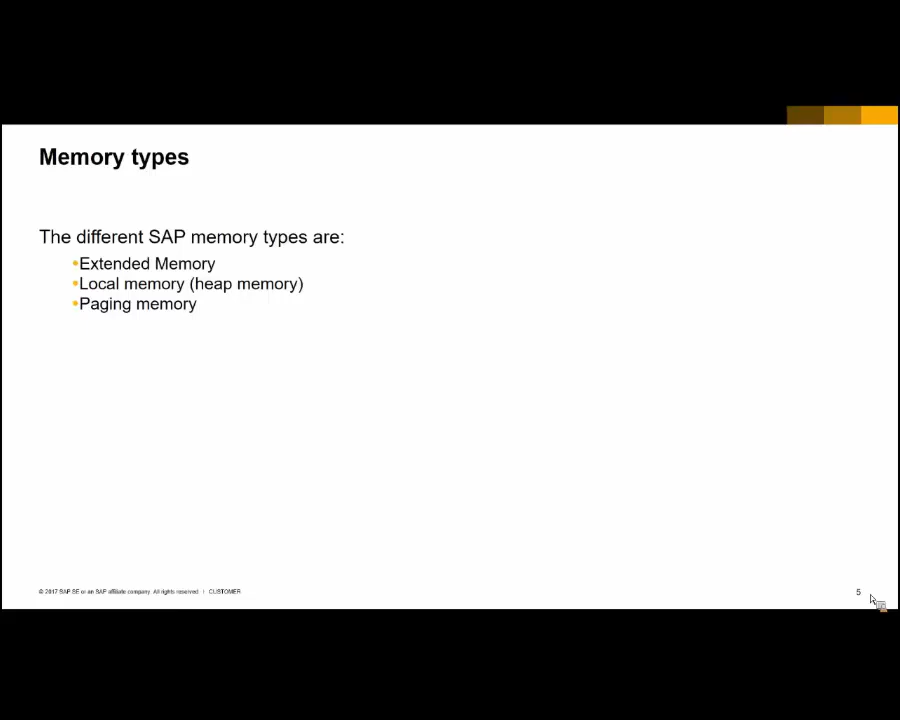 Memory types
The different SAP memory types are:
•Extended Memory
•Local memory (heap memory)
•Paging memory
© 2017 SAP SE or an SAP affiliate company. All rights reserved. | CUSTOMER
5